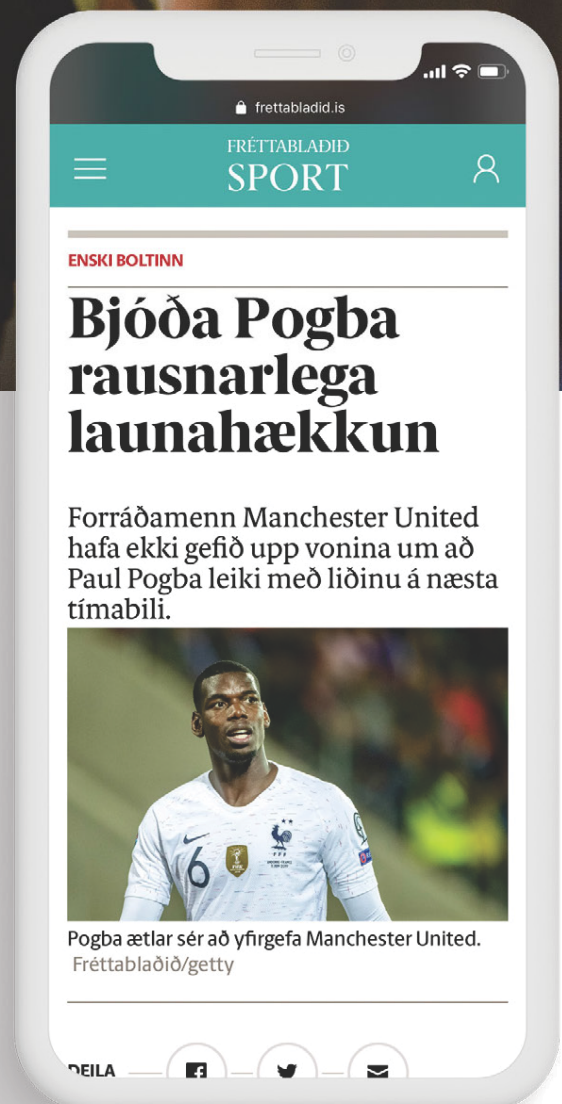 frettabladid.is
FRÉTTABLAÐIÐ
SPORT
ENSKI BOLTINN
Bjóða Pogba
rausnarlega
launahækkun
Forráðamenn Manchester United
hafa ekki gefið upp vonina um að
Paul Pogba leiki með liðinu á næsta
tímabili.
6
FFF
Pogba ætlar sér að yfirgefa Manchester United.
Fréttablaðið/getty
DEILA